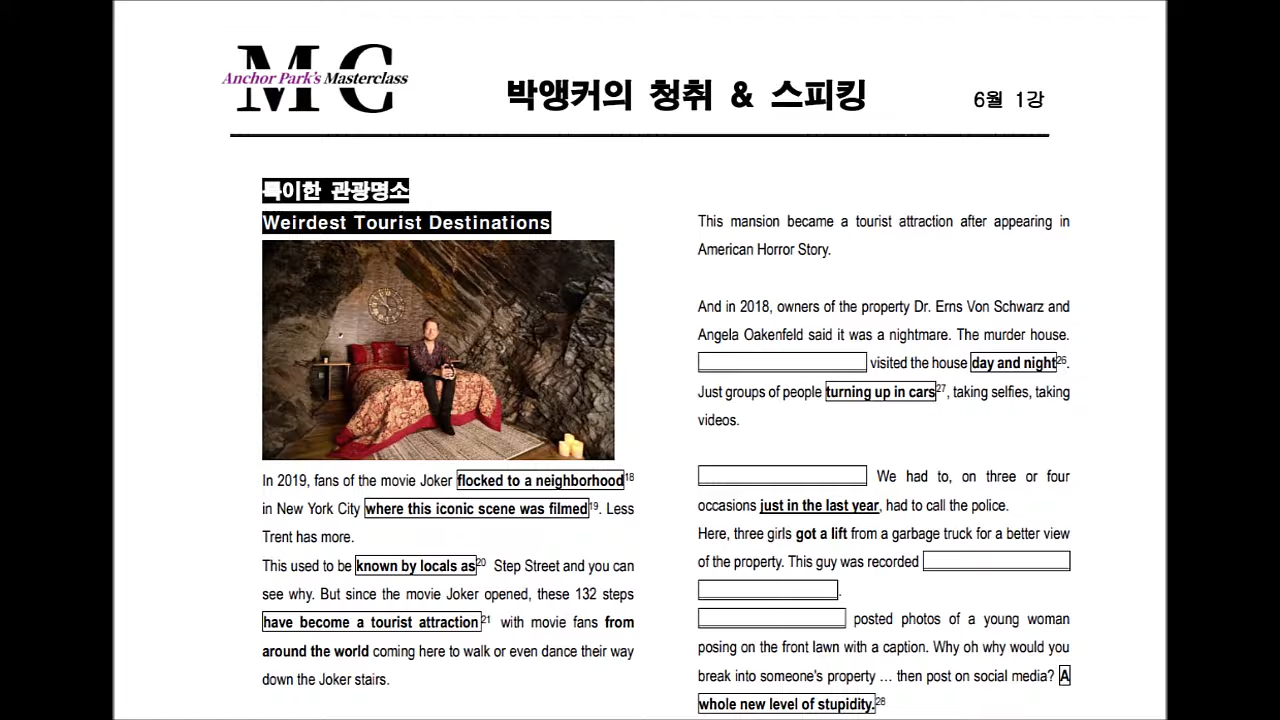 MC
Anchor Park's Masterclass
박앵커의 청취 & 스피킹
6월 1강
특이한 관광명소
Weirdest Tourist Destinations
In 2019, fans of the movie Joker flocked to a neighborhood18
in New York City where this iconic scene was filmed19. Less
Trent has more.
This used to be known by locals as20 Step Street and you can
see why. But since the movie Joker opened, these 132 steps
have become a tourist attraction21 with movie fans from
around the world coming here to walk or even dance their way
down the Joker stairs.
This mansion became a tourist attraction after appearing in
American Horror Story.
And in 2018, owners of the property Dr. Erns Von Schwarz and
Angela Oakenfeld said it was a nightmare. The murder house.
visited the house day and night26.
Just groups of people turning up in cars27, taking selfies, taking
videos.
We had to, on three or four
occasions just in the last year, had to call the police.
Here, three girls got a lift from a garbage truck for a better view
of the property. This guy was recorded
.
posted photos of a young woman
posing on the front lawn with a caption. Why oh why would you
break into someone's property … then post on social media? A
whole new level of stupidity.28